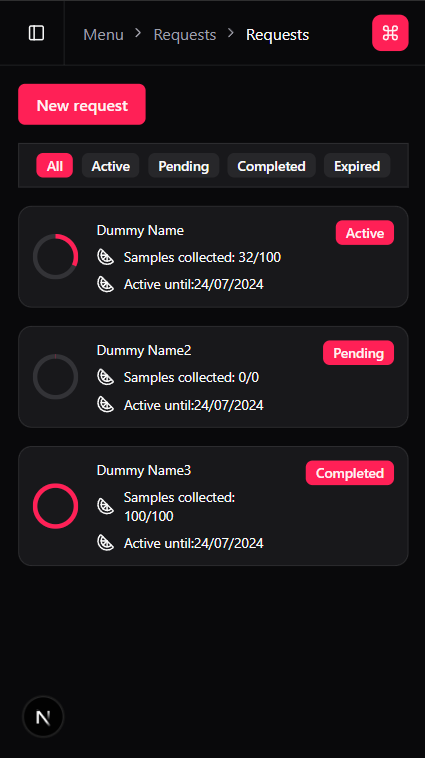 Menu > Requests > Requests
New request
All Active Pending Completed Expired
Dummy Name Active
Samples collected: 32/100
Active until:24/07/2024
Dummy Name2 Pending
Samples collected: 0/0
Active until:24/07/2024
Dummy Name3 Completed
Samples collected:
100/100
Active until:24/07/2024
N